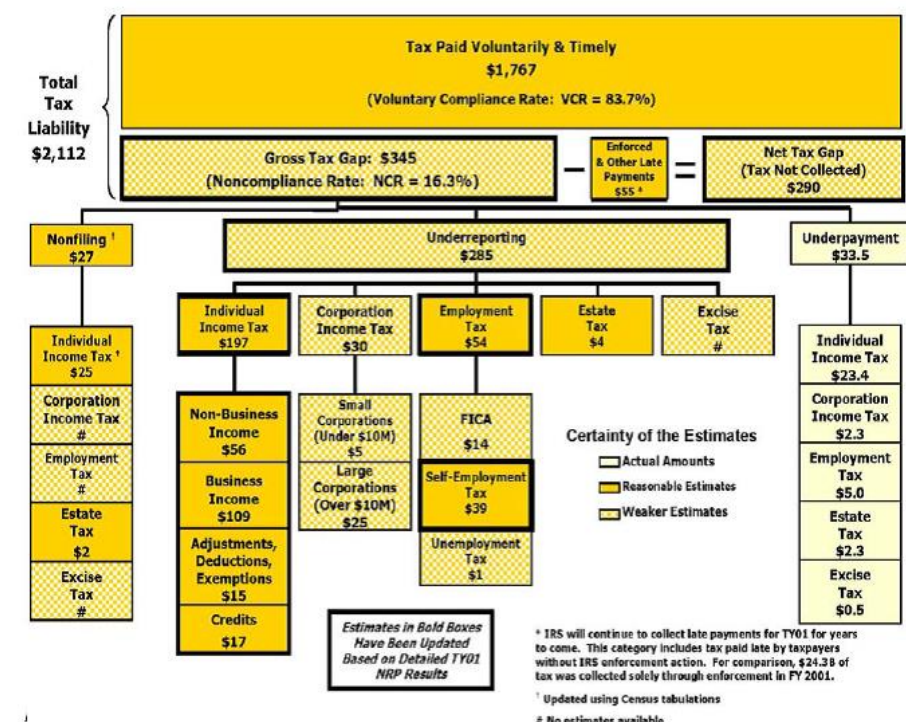 Tax Paid Voluntarily & Timely
$1,767
(Voluntary Compliance Rate: VCR = 83.7%)
Total
Tax
Liability
$2,112
Gross Tax Gap: $345
(Noncompliance Rate: NCR = 16.3%)
Enforced
& Other Late
Payments
$55 *
Net Tax Gap
(Tax Not Collected)
$290
Nonfiling †
$27
Underreporting
$285
Underpayment
$33.5
Individual
Income Tax †
$25
Corporation
Income Tax
#
Employment
Tax
#
Estate
Tax
$2
Excise
Tax
#
Individual
Income Tax
$197
Non-Business
Income
$56
Business
Income
$109
Adjustments,
Deductions,
Exemptions
$15
Credits
$17
Corporation
Income Tax
$30
Small
Corporations
(Under $10M)
$5
Large
Corporations
(Over $10M)
$25
Employment
Tax
$54
FICA
$14
Self-Employment
Tax
$39
Unemployment
Tax
$1
Estate
Tax
$4
Excise
Tax
#
Individual
Income Tax
$23.4
Corporation
Income Tax
$2.3
Employment
Tax
$5.0
Estate
Tax
$2.3
Excise
Tax
$0.5
Certainty of the Estimates
Actual Amounts
Reasonable Estimates
Weaker Estimates
Estimates in Bold Boxes
Have Been Updated
Based on Detailed TY01
NRP Results
* IRS will continue to collect late payments for TY01 for years
to come. This category includes tax paid late by taxpayers
without IRS enforcement action. For comparison, $24.3B of
tax was collected solely through enforcement in FY 2001.
† Updated using Census tabulations
# No estimates available